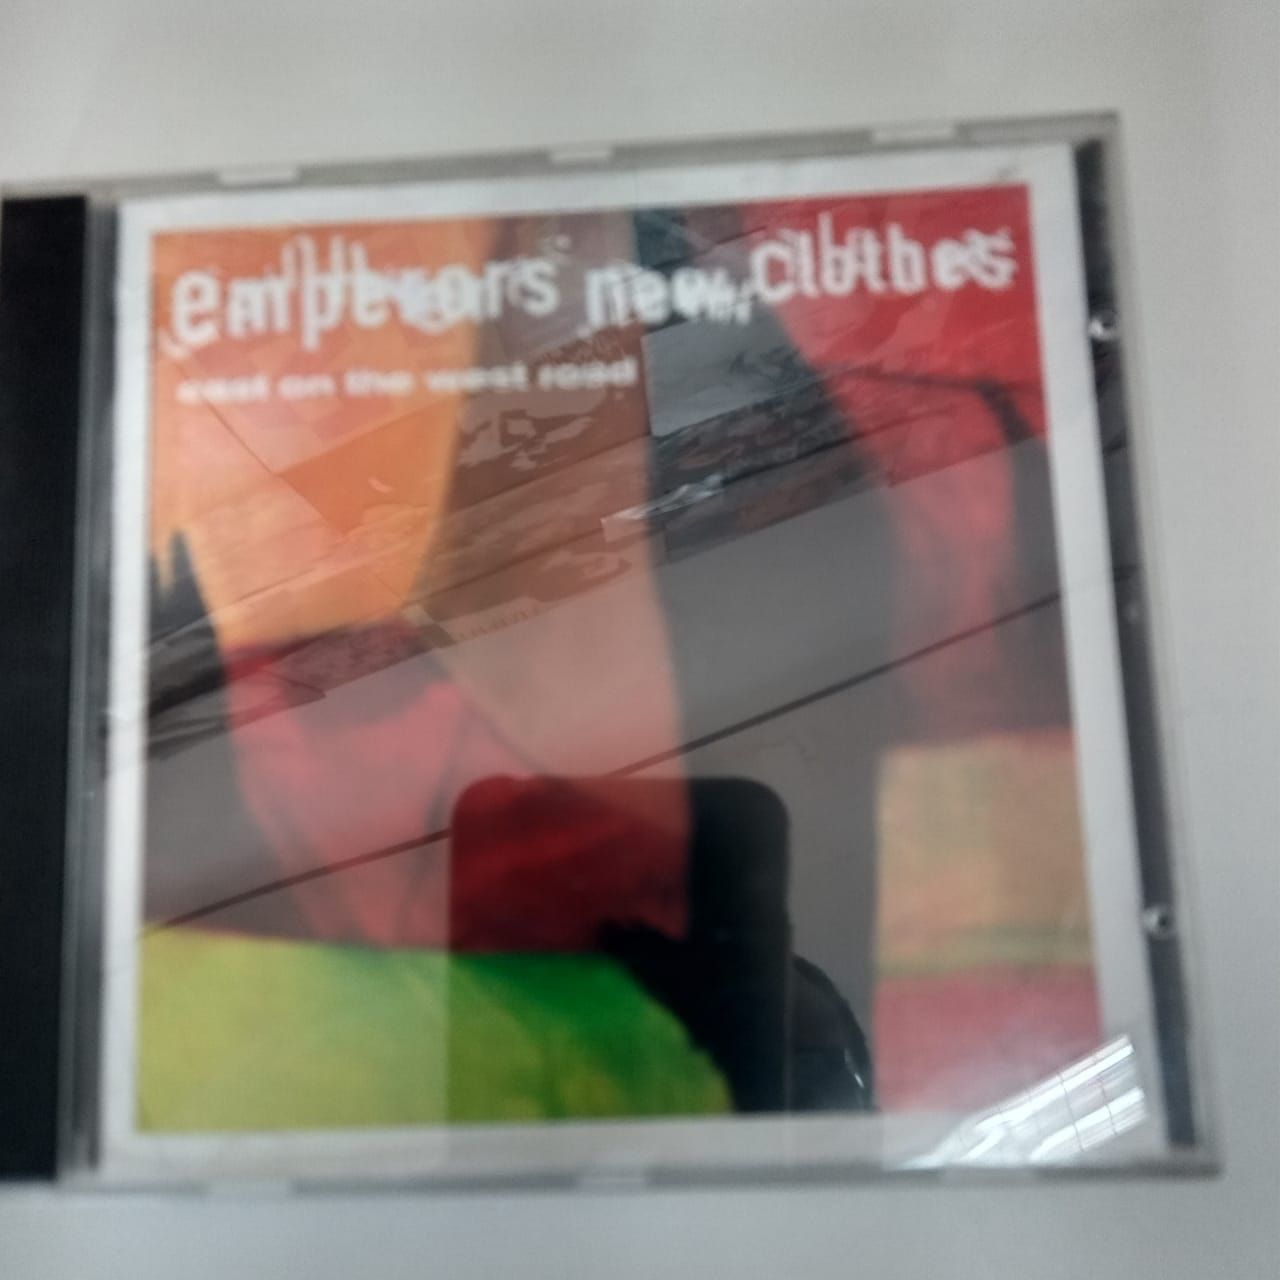 emperors new clothes
east on the west road